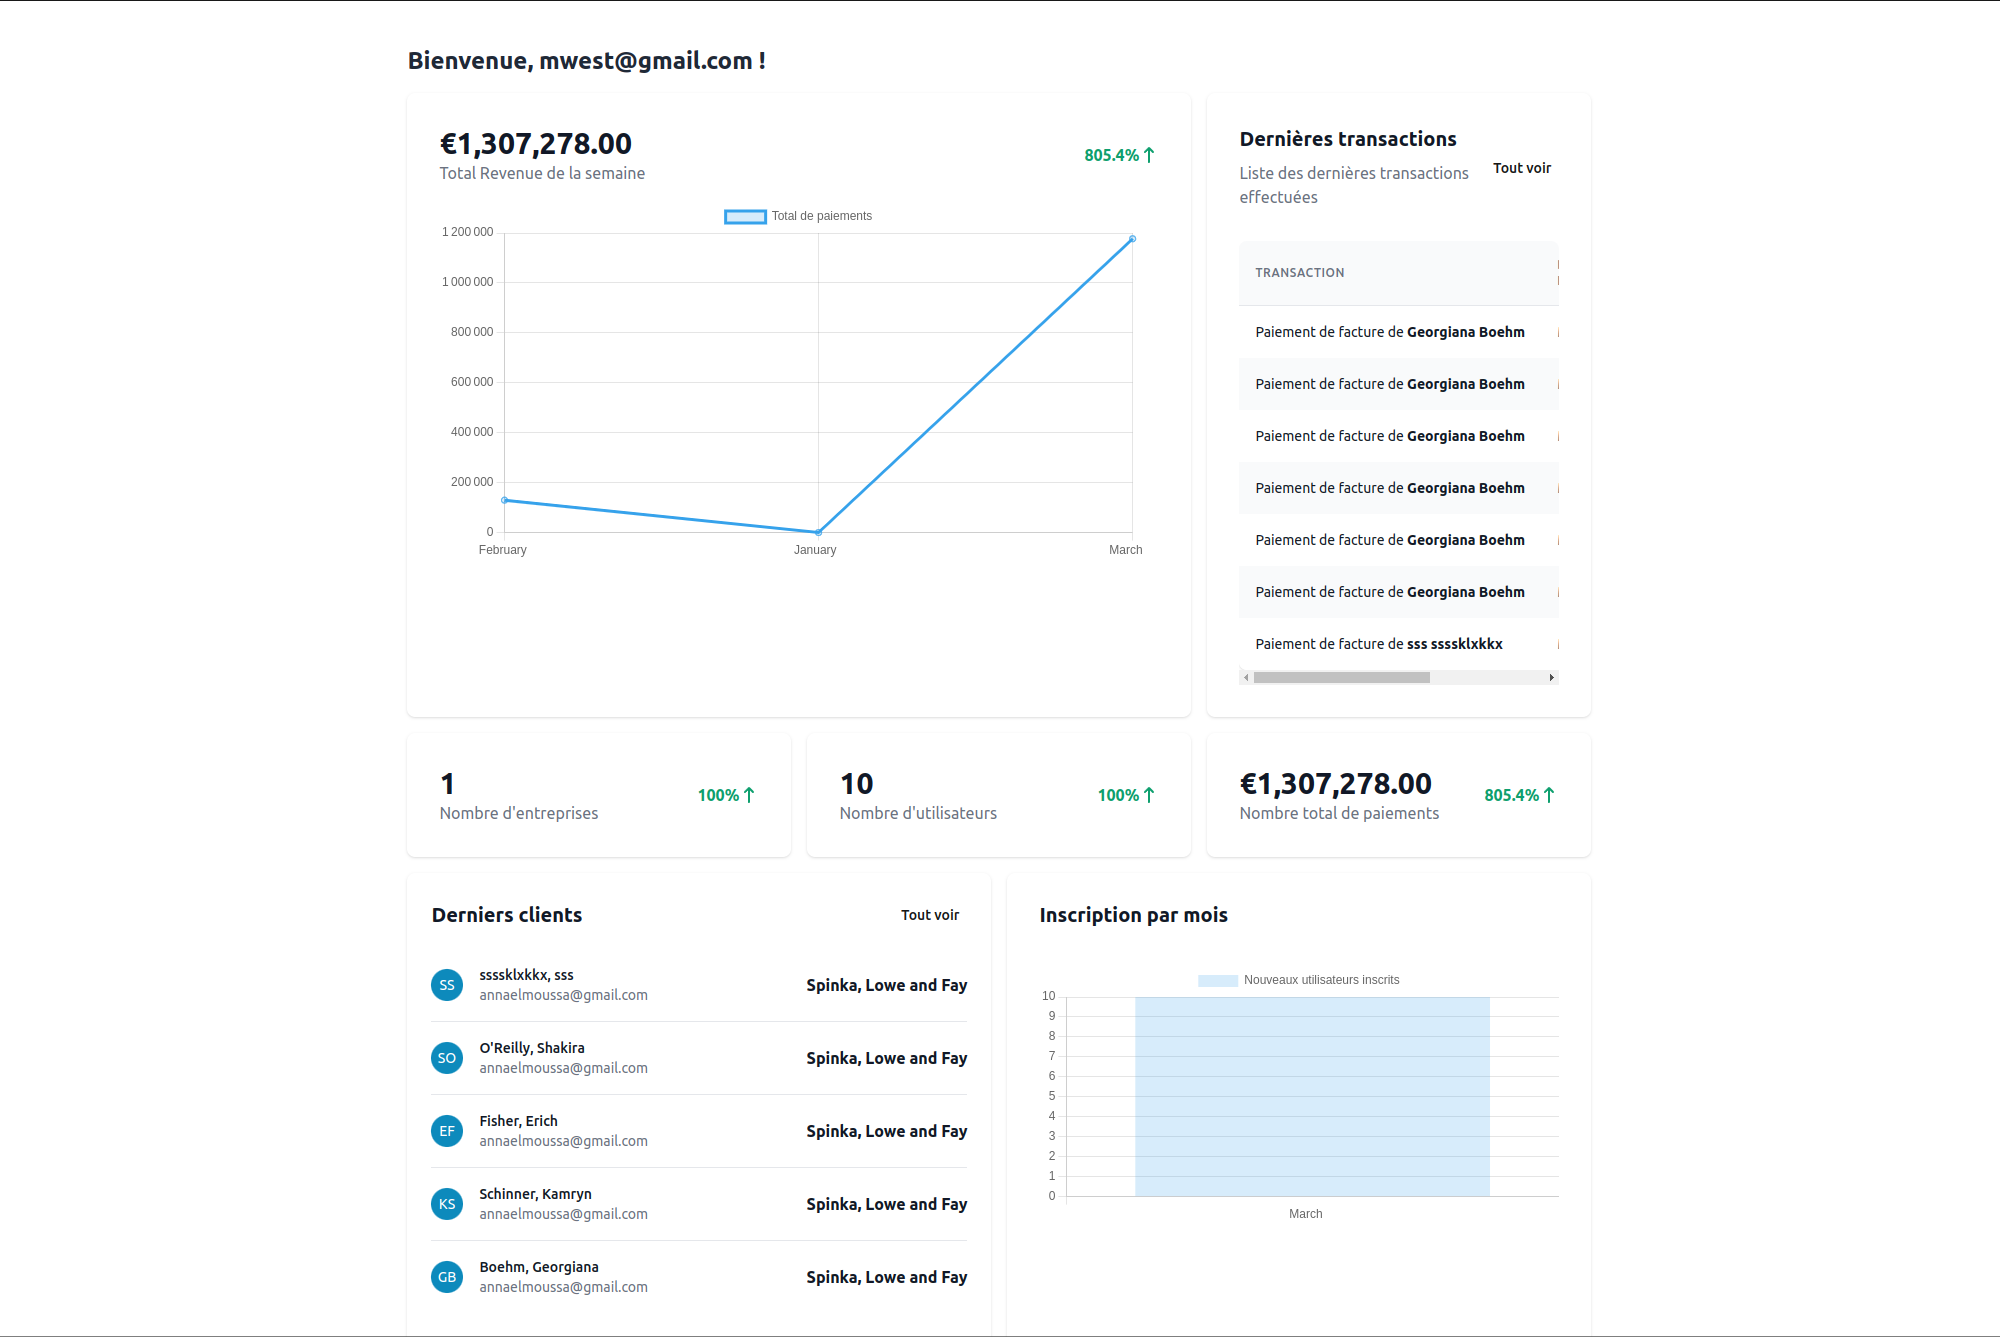 Bienvenue, mwest@gmail.com !
€1,307,278.00
Total Revenue de la semaine
805.4%
Total de paiements
1 200 000
1 000 000
800 000
600 000
400 000
200 000
0
February
January
March
Dernières transactions
Liste des dernières transactions
effectuées
Tout voir
TRANSACTION
Paiement de facture de Georgiana Boehm
Paiement de facture de Georgiana Boehm
Paiement de facture de Georgiana Boehm
Paiement de facture de Georgiana Boehm
Paiement de facture de Georgiana Boehm
Paiement de facture de Georgiana Boehm
Paiement de facture de sss ssssklxkkx
1
Nombre d'entreprises
100%
10
Nombre d'utilisateurs
100%
€1,307,278.00
Nombre total de paiements
805.4%
Derniers clients
Tout voir
SS
ssssklxkkx, sss
annaelmoussa@gmail.com
Spinka, Lowe and Fay
SO
O'Reilly, Shakira
annaelmoussa@gmail.com
Spinka, Lowe and Fay
EF
Fisher, Erich
annaelmoussa@gmail.com
Spinka, Lowe and Fay
KS
Schinner, Kamryn
annaelmoussa@gmail.com
Spinka, Lowe and Fay
GB
Boehm, Georgiana
annaelmoussa@gmail.com
Spinka, Lowe and Fay
Inscription par mois
Nouveaux utilisateurs inscrits
10
9
8
7
6
5
4
3
2
1
0
March